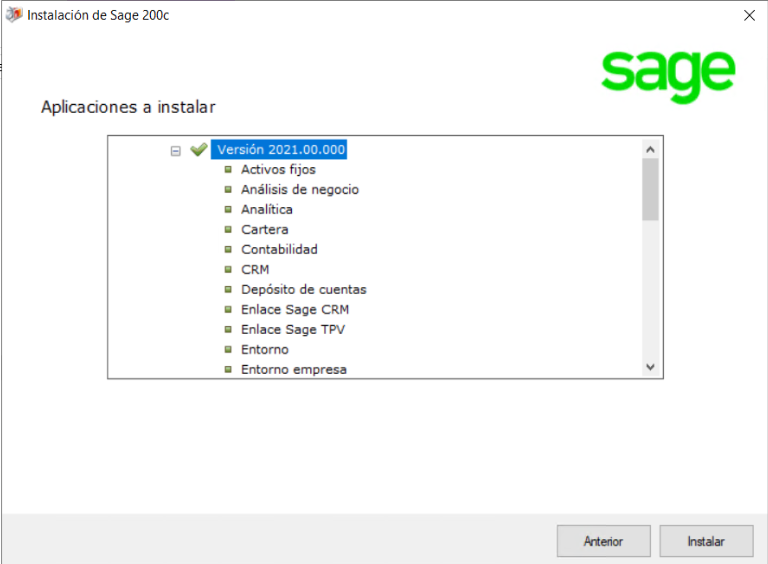 Instalación de Sage 200c
sage
Aplicaciones a instalar
Versión 2021.00.000
Activos fijos
Análisis de negocio
Analítica
Cartera
Contabilidad
CRM
Depósito de cuentas
Enlace Sage CRM
Enlace Sage TPV
Entorno
Entorno empresa
Anterior
Instalar